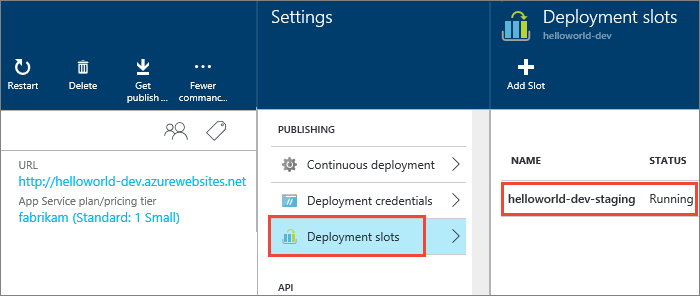 Restart
Delete
Get
publish ...
Fewer
commanc...
URL
http://helloworld-dev.azurewebsites.net
App Service plan/pricing tier
fabrikam (Standard: 1 Small)
Settings
PUBLISHING
Continuous deployment
Deployment credentials
Deployment slots
API
Deployment slots
helloworld-dev
Add Slot
NAME STATUS
helloworld-dev-staging Running